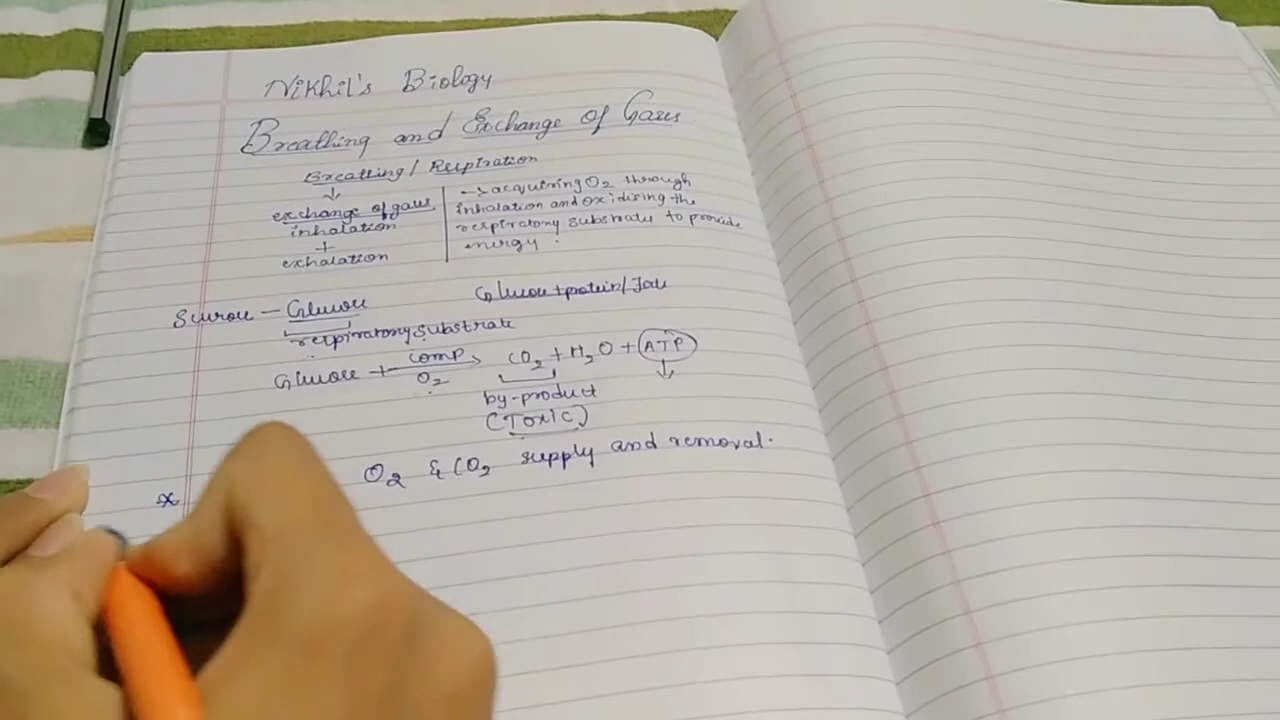 Nikhil's Biology
Breathing and Exchange of Gases
Breathing / Respiration
↓
exchange of gases
inhalation
+
exhalation
→ acquiring O2 through
inhalation and oxidising the
respiratory substrate to provide
energy.
Glucose + protein / Fats
Source - Glucose
respiratory substrate
Glucose + comp → CO2 + H2O + ATP
O2
↓
by-product
(Toxic)
O2 & CO2 supply and removal.
*